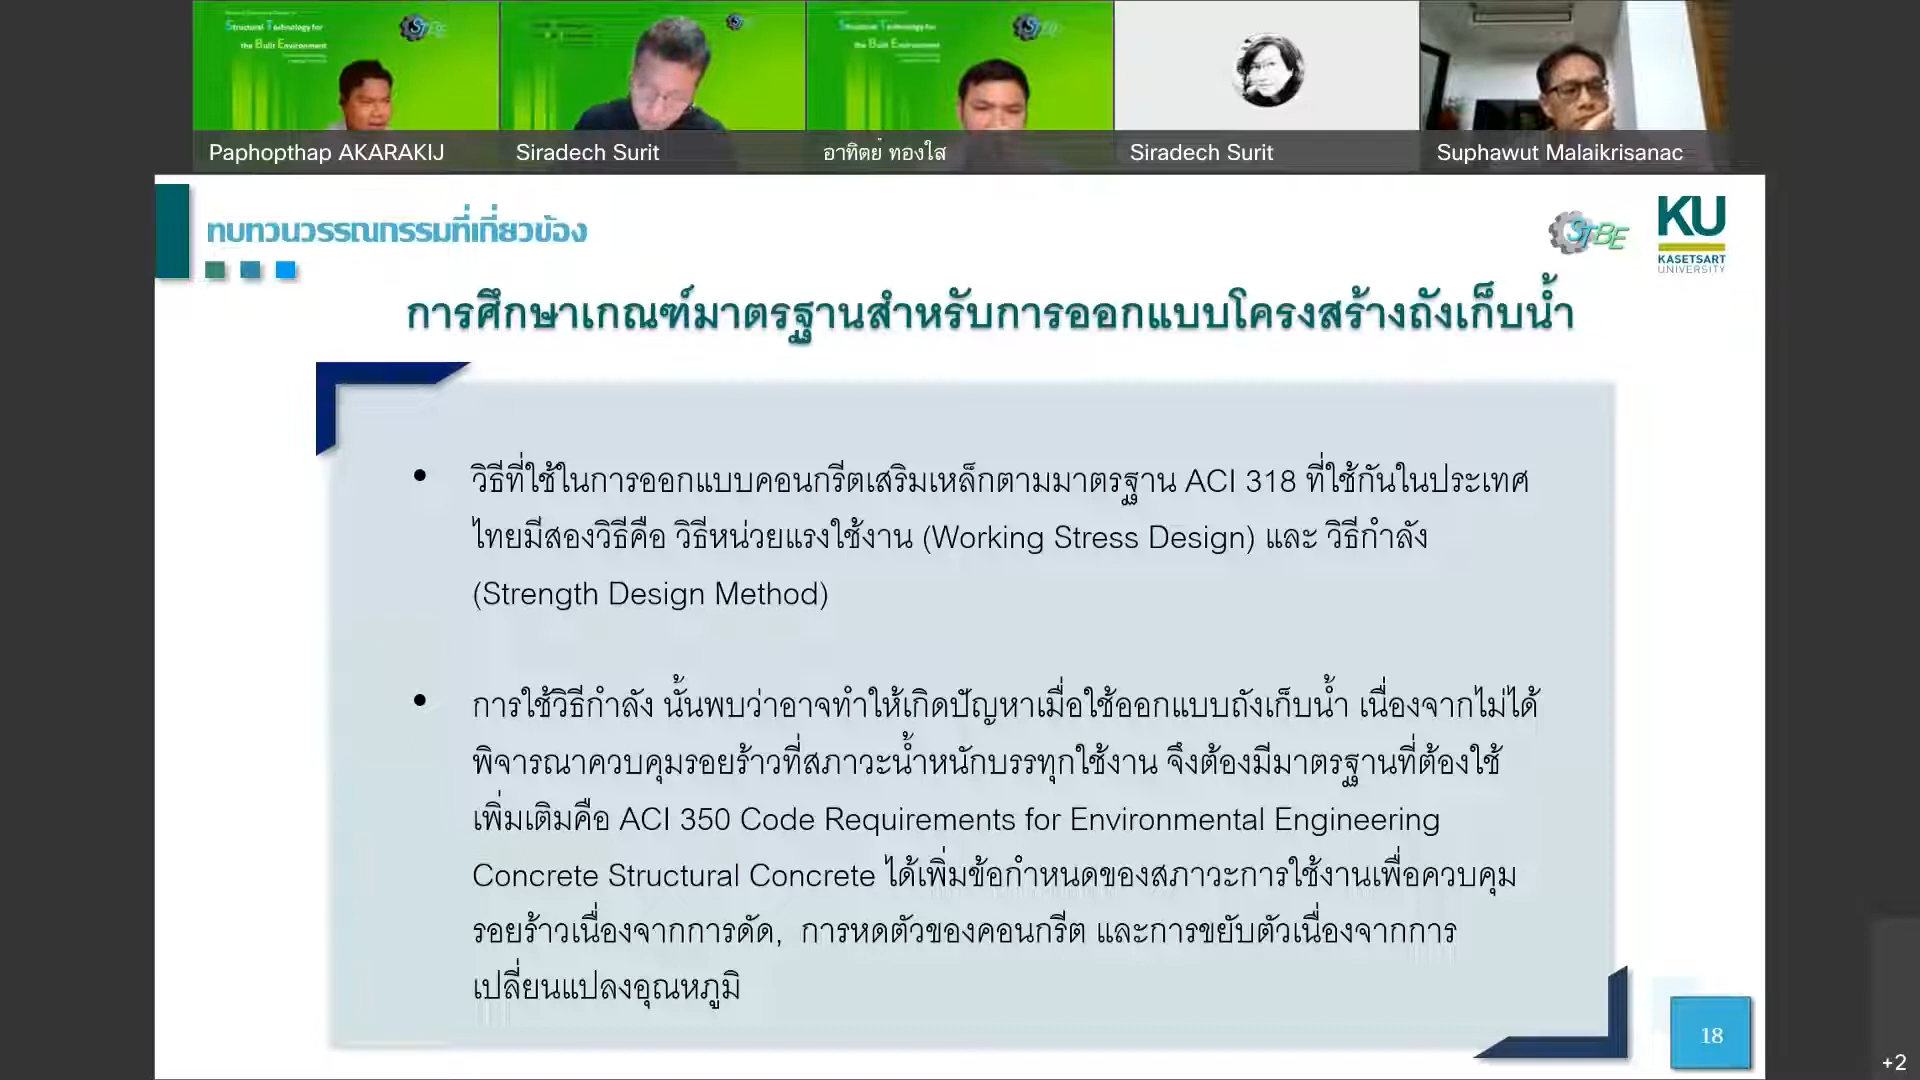 Structural Technology for
the Built Environment
STBE
Structural Technology for
the Built Environment
STBE
Paphopthap AKARAKIJ
Siradech Surit
อาทิตย์ ทองใส
Siradech Surit
Suphawut Malaikrisanac
ทบทวนวรรณกรรมที่เกี่ยวข้อง
STBE
KU
KASETSART
UNIVERSITY
การศึกษาเกณฑ์มาตรฐานสำหรับการออกแบบโครงสร้างถังเก็บน้ำ
• วิธีที่ใช้ในการออกแบบคอนกรีตเสริมเหล็กตามมาตรฐาน ACI 318 ที่ใช้กันในประเทศ
ไทยมีสองวิธีคือ วิธีหน่วยแรงใช้งาน (Working Stress Design) และ วิธีกำลัง
(Strength Design Method)
• การใช้วิธีกำลัง นั้นพบว่าอาจทำให้เกิดปัญหาเมื่อใช้ออกแบบถังเก็บน้ำ เนื่องจากไม่ได้
พิจารณาควบคุมรอยร้าวที่สภาวะน้ำหนักบรรทุกใช้งาน จึงต้องมีมาตรฐานที่ต้องใช้
เพิ่มเติมคือ ACI 350 Code Requirements for Environmental Engineering
Concrete Structural Concrete ได้เพิ่มข้อกำหนดของสภาวะการใช้งานเพื่อควบคุม
รอยร้าวเนื่องจากการดัด, การหดตัวของคอนกรีต และการขยับตัวเนื่องจากการ
เปลี่ยนแปลงอุณหภูมิ
18
+2